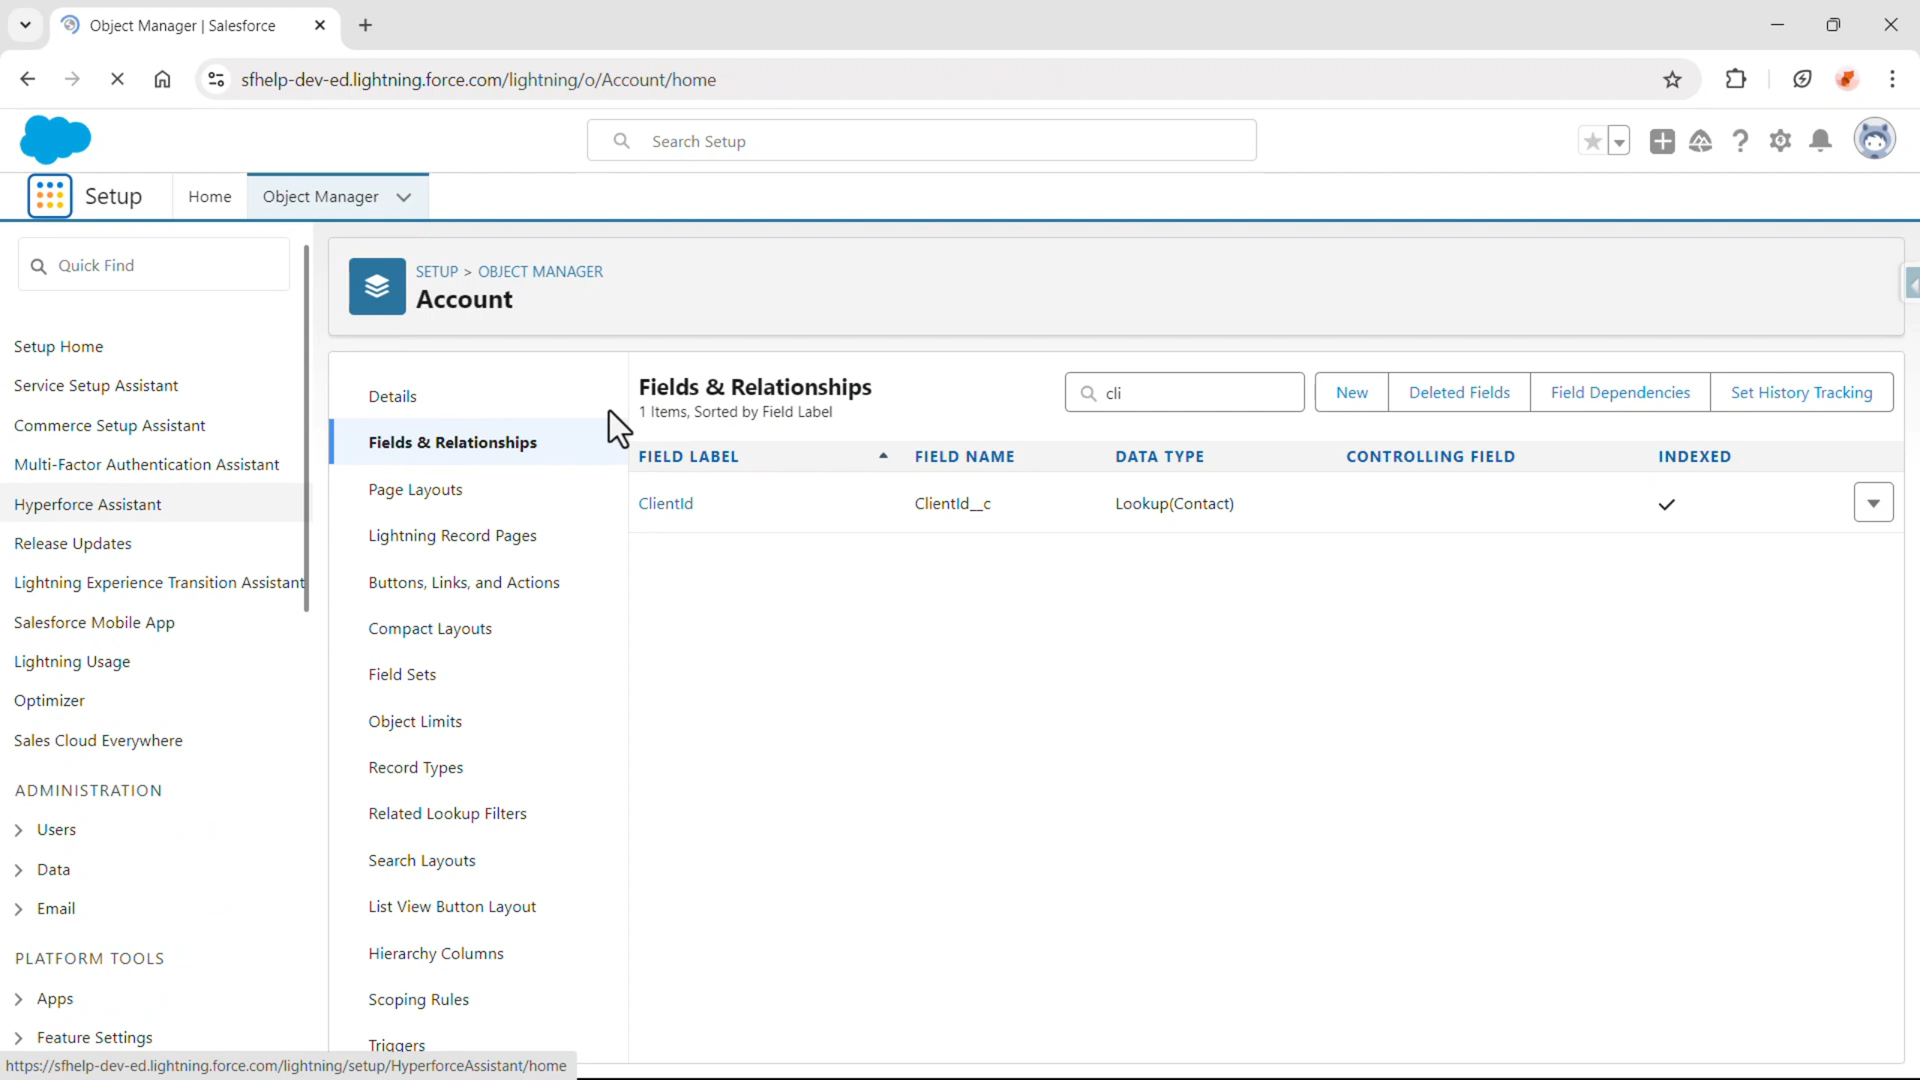 Object Manager | Salesforce
sfhelp-dev-ed.lightning.force.com/lightning/o/Account/home
Search Setup
Setup
Home
Object Manager
Quick Find
Setup Home
Service Setup Assistant
Commerce Setup Assistant
Multi-Factor Authentication Assistant
Hyperforce Assistant
Release Updates
Lightning Experience Transition Assistant
Salesforce Mobile App
Lightning Usage
Optimizer
Sales Cloud Everywhere
ADMINISTRATION
Users
Data
Email
PLATFORM TOOLS
Apps
Feature Settings
https://sfhelp-dev-ed.lightning.force.com/lightning/setup/HyperforceAssistant/home
SETUP > OBJECT MANAGER
Account
Details
Fields & Relationships
Page Layouts
Lightning Record Pages
Buttons, Links, and Actions
Compact Layouts
Field Sets
Object Limits
Record Types
Related Lookup Filters
Search Layouts
List View Button Layout
Hierarchy Columns
Scoping Rules
Triggers
Fields & Relationships
1 Items, Sorted by Field Label
cli
New
Deleted Fields
Field Dependencies
Set History Tracking
FIELD LABEL FIELD NAME DATA TYPE CONTROLLING FIELD INDEXED
ClientId ClientId__c Lookup(Contact)